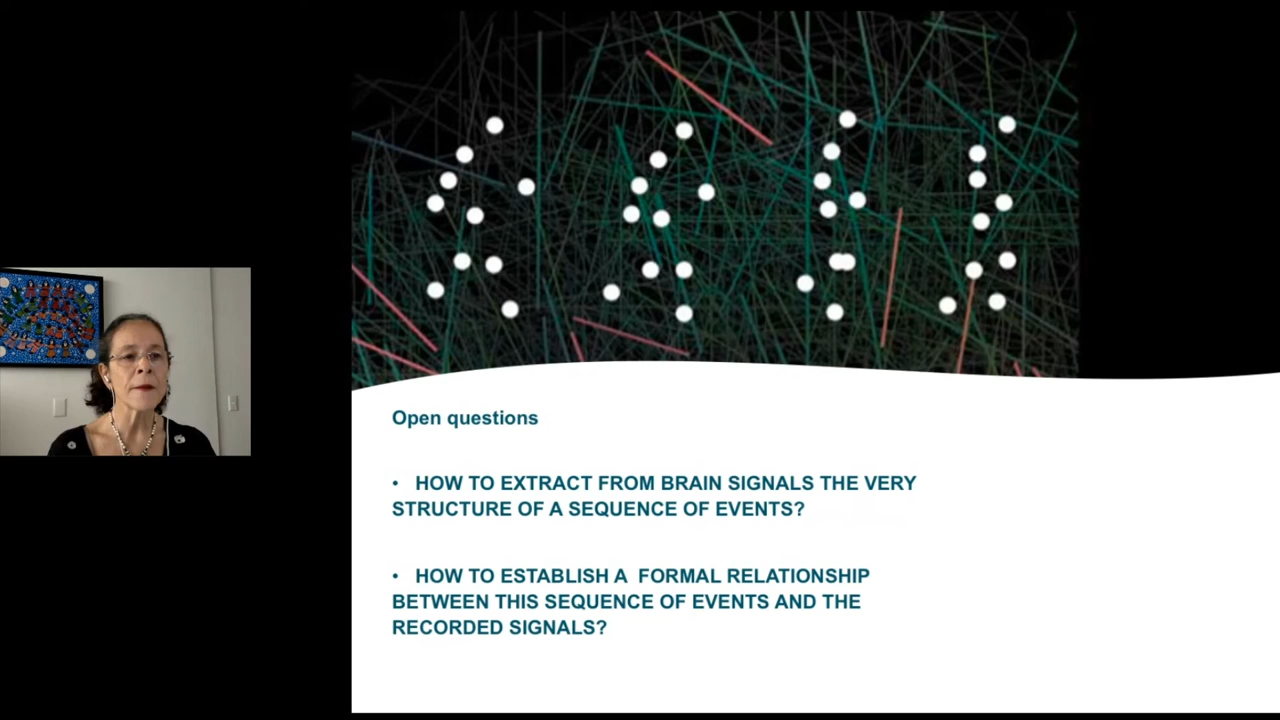 Open questions
• HOW TO EXTRACT FROM BRAIN SIGNALS THE VERY
STRUCTURE OF A SEQUENCE OF EVENTS?
• HOW TO ESTABLISH A FORMAL RELATIONSHIP
BETWEEN THIS SEQUENCE OF EVENTS AND THE
RECORDED SIGNALS?